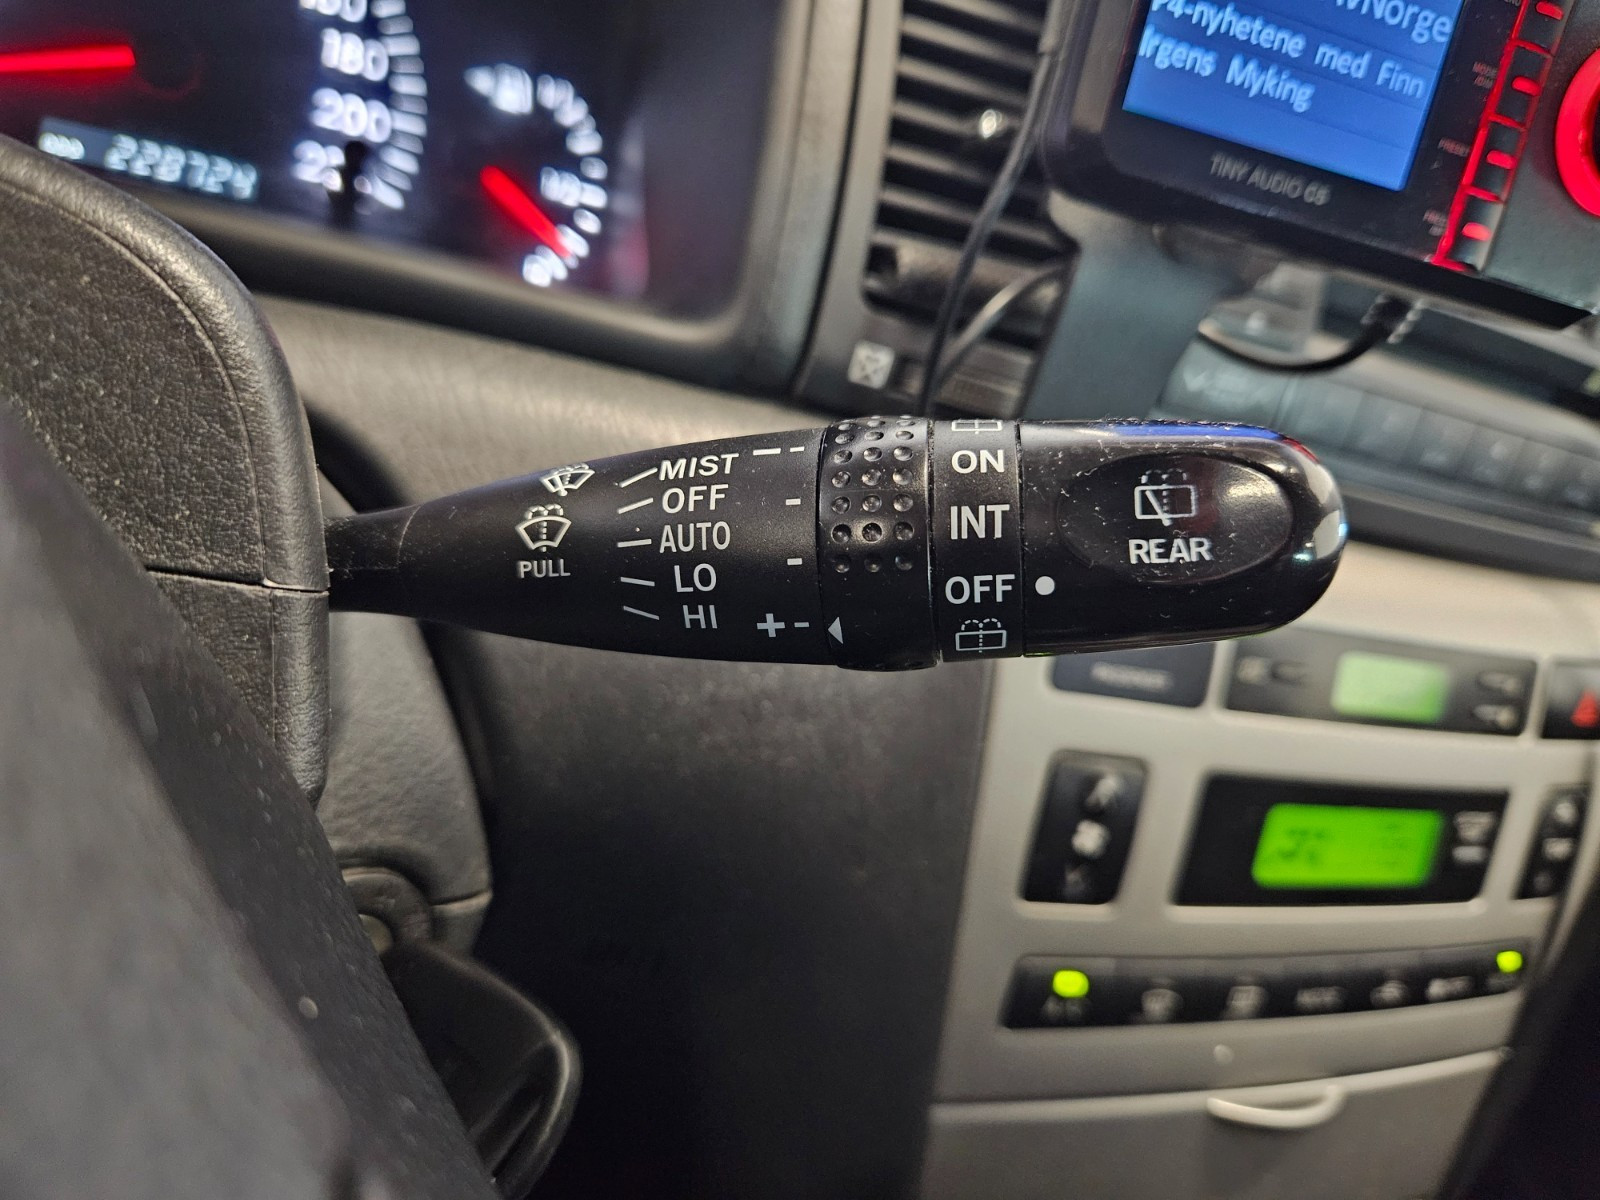 180
200
228724
P4-nyhetene med Finn
Irgens Myking
TINY AUDIO C6
MIST
OFF
AUTO
LO
HI
PULL
ON
INT
OFF
REAR